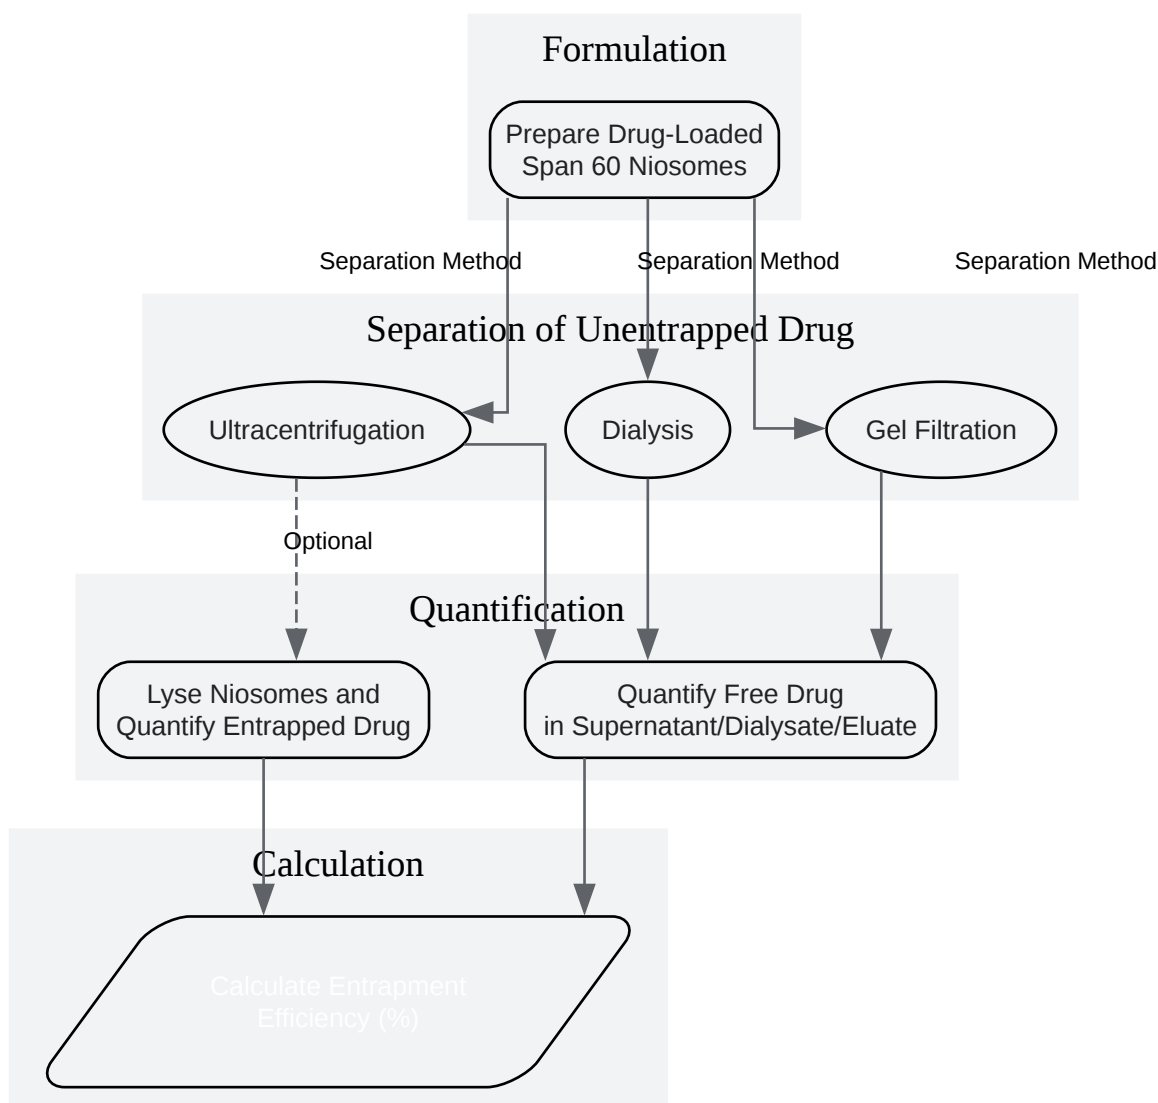 Formulation
Prepare Drug-Loaded
Span 60 Niosomes
Separation Method
Separation Method
Separation Method
Separation of Unentrapped Drug
Ultracentrifugation
Dialysis
Gel Filtration
Optional
Quantification
Lyse Niosomes and
Quantify Entrapped Drug
Quantify Free Drug
in Supernatant/Dialysate/Eluate
Calculation
Calculate Entrapment
Efficiency (%)